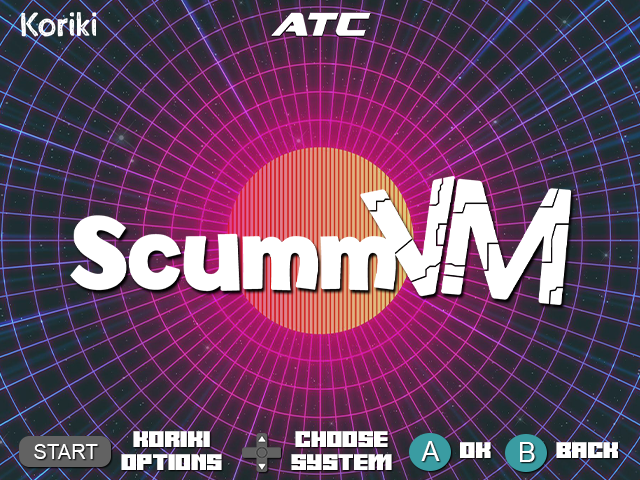 Koriki
ATC
ScummVM
START
KORIKI
OPTIONS
CHOOSE
SYSTEM
A
OK
B
BACK